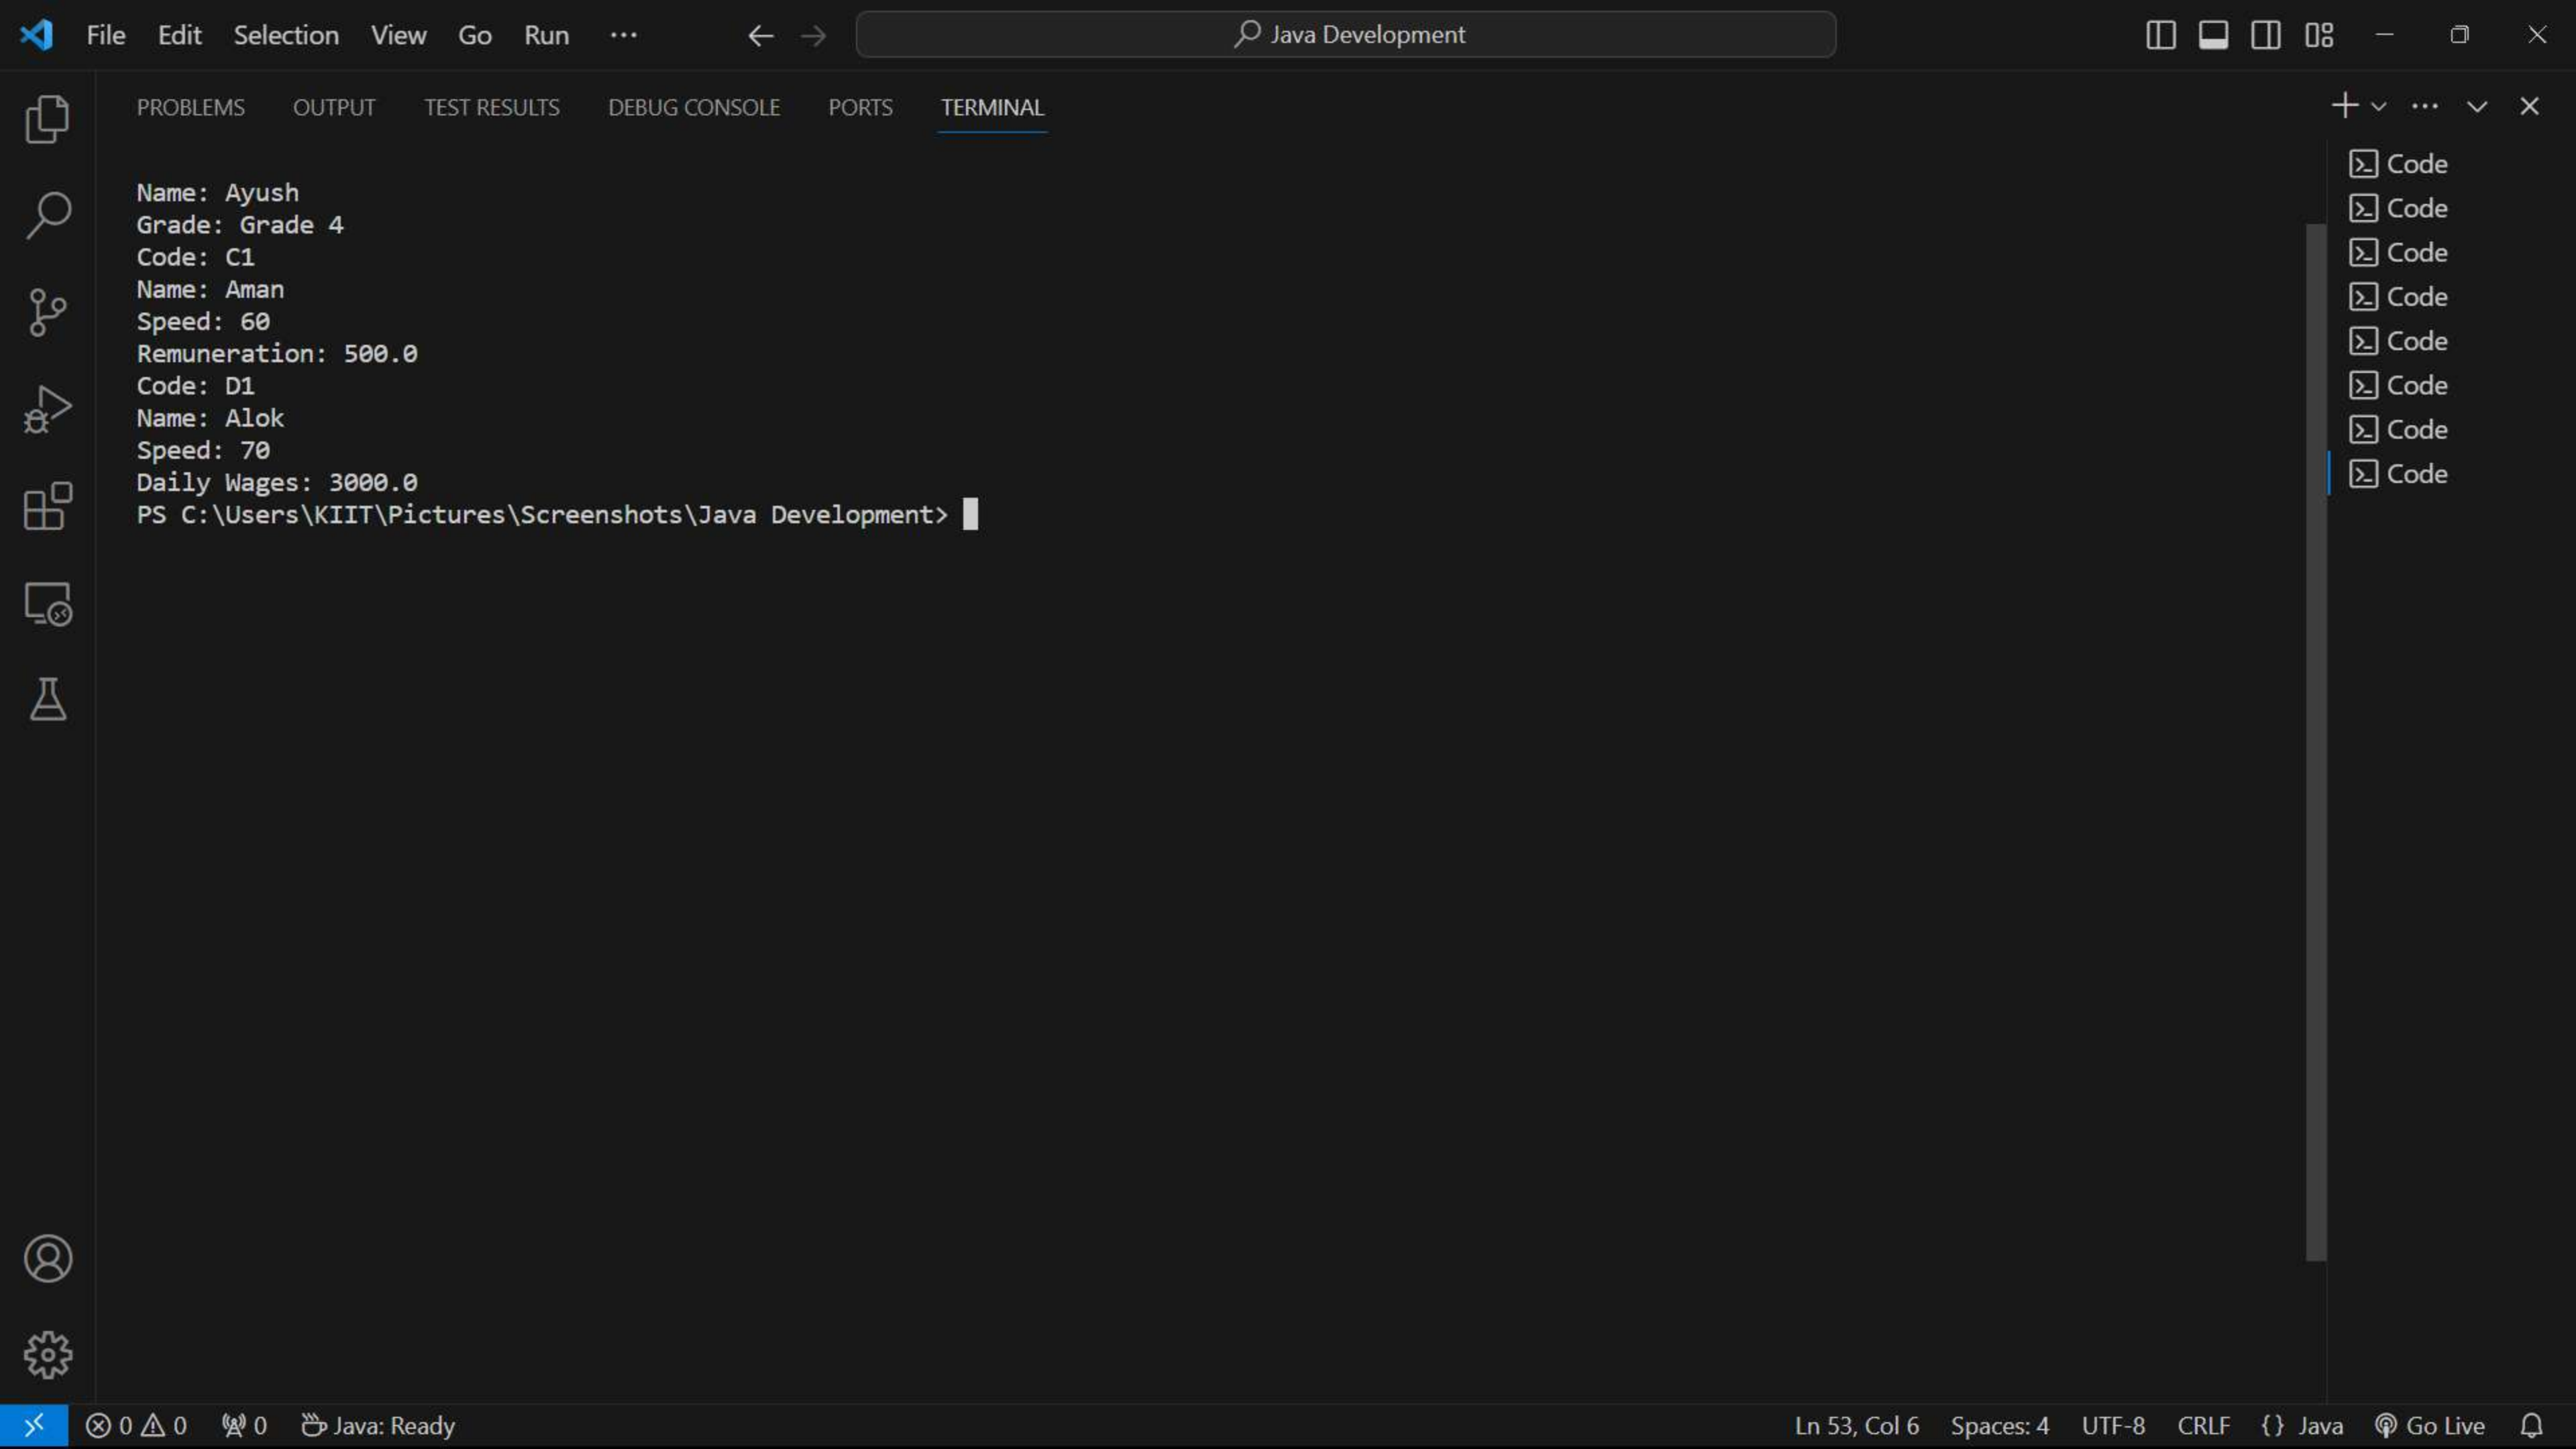 File Edit Selection View Go Run ···
Java Development
PROBLEMS OUTPUT TEST RESULTS DEBUG CONSOLE PORTS TERMINAL
Name: Ayush
Grade: Grade 4
Code: C1
Name: Aman
Speed: 60
Remuneration: 500.0
Code: D1
Name: Alok
Speed: 70
Daily Wages: 3000.0
PS C:\Users\KIIT\Pictures\Screenshots\Java Development>
Code
Code
Code
Code
Code
Code
Code
Code
0 0 0 Java: Ready Ln 53, Col 6 Spaces: 4 UTF-8 CRLF {} Java Go Live